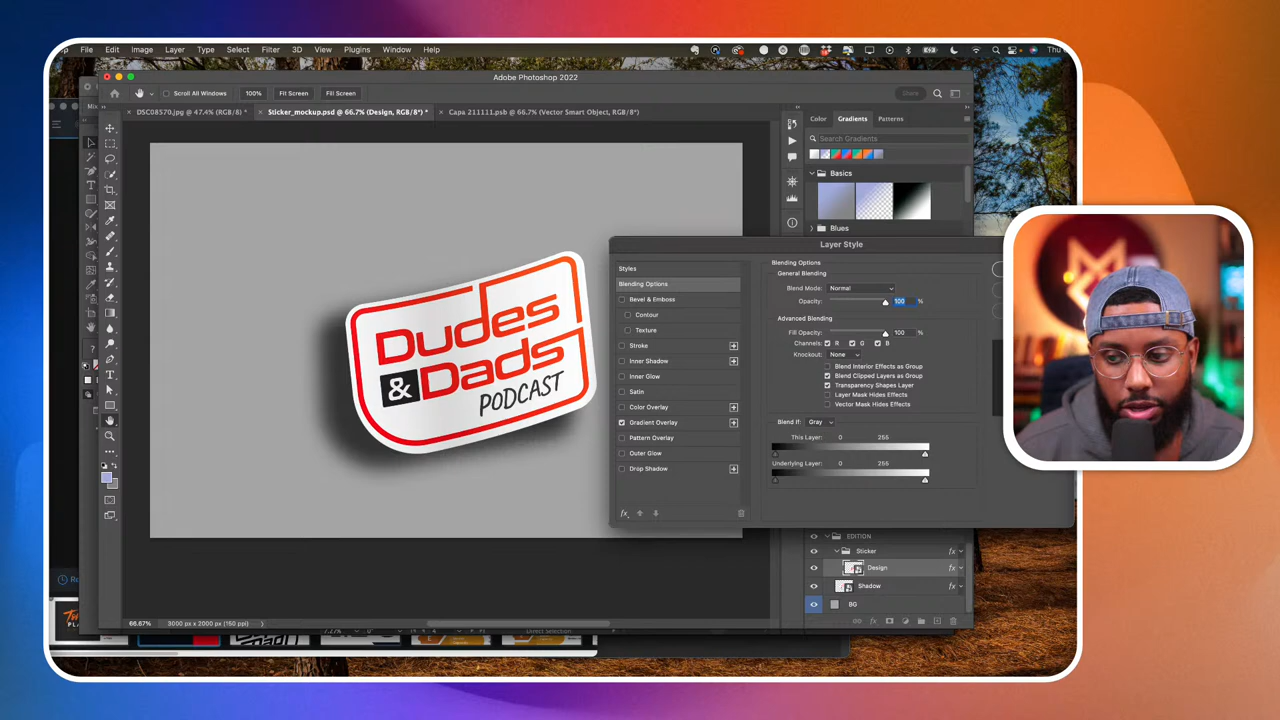 File Edit Image Layer Type Select Filter 3D View Plugins Window Help
Thu
Adobe Photoshop 2022
Scroll All Windows 100% Fit Screen Fit Screen Share
× DSC08570.jpg @ 47.4% (RGB/8) * × Sticker_mockup.psd @ 66.7% (Design, RGB/8*) * × Capa 211111.psb @ 66.7% (Vector Smart Object, RGB/8*)
Color Gradients Patterns
Search Gradients
Basics
Blues
Dudes
& Dads
PODCAST
Layer Style
Styles
Blending Options
Bevel & Emboss
Contour
Texture
Stroke
Inner Shadow
Inner Glow
Satin
Color Overlay
Gradient Overlay
Pattern Overlay
Outer Glow
Drop Shadow
fx
Blending Options
General Blending
Blend Mode: Normal
Opacity: 100 %
Advanced Blending
Fill Opacity: 100 %
Channels: R G B
Knockout: None
Blend Interior Effects as Group
Blend Clipped Layers as Group
Transparency Shapes Layer
Layer Mask Hides Effects
Vector Mask Hides Effects
Blend If: Gray
This Layer: 0 255
Underlying Layer: 0 255
EDITION
Sticker fx
Design
Shadow fx
BG
66.67% 3000 px x 2000 px (150 ppi)